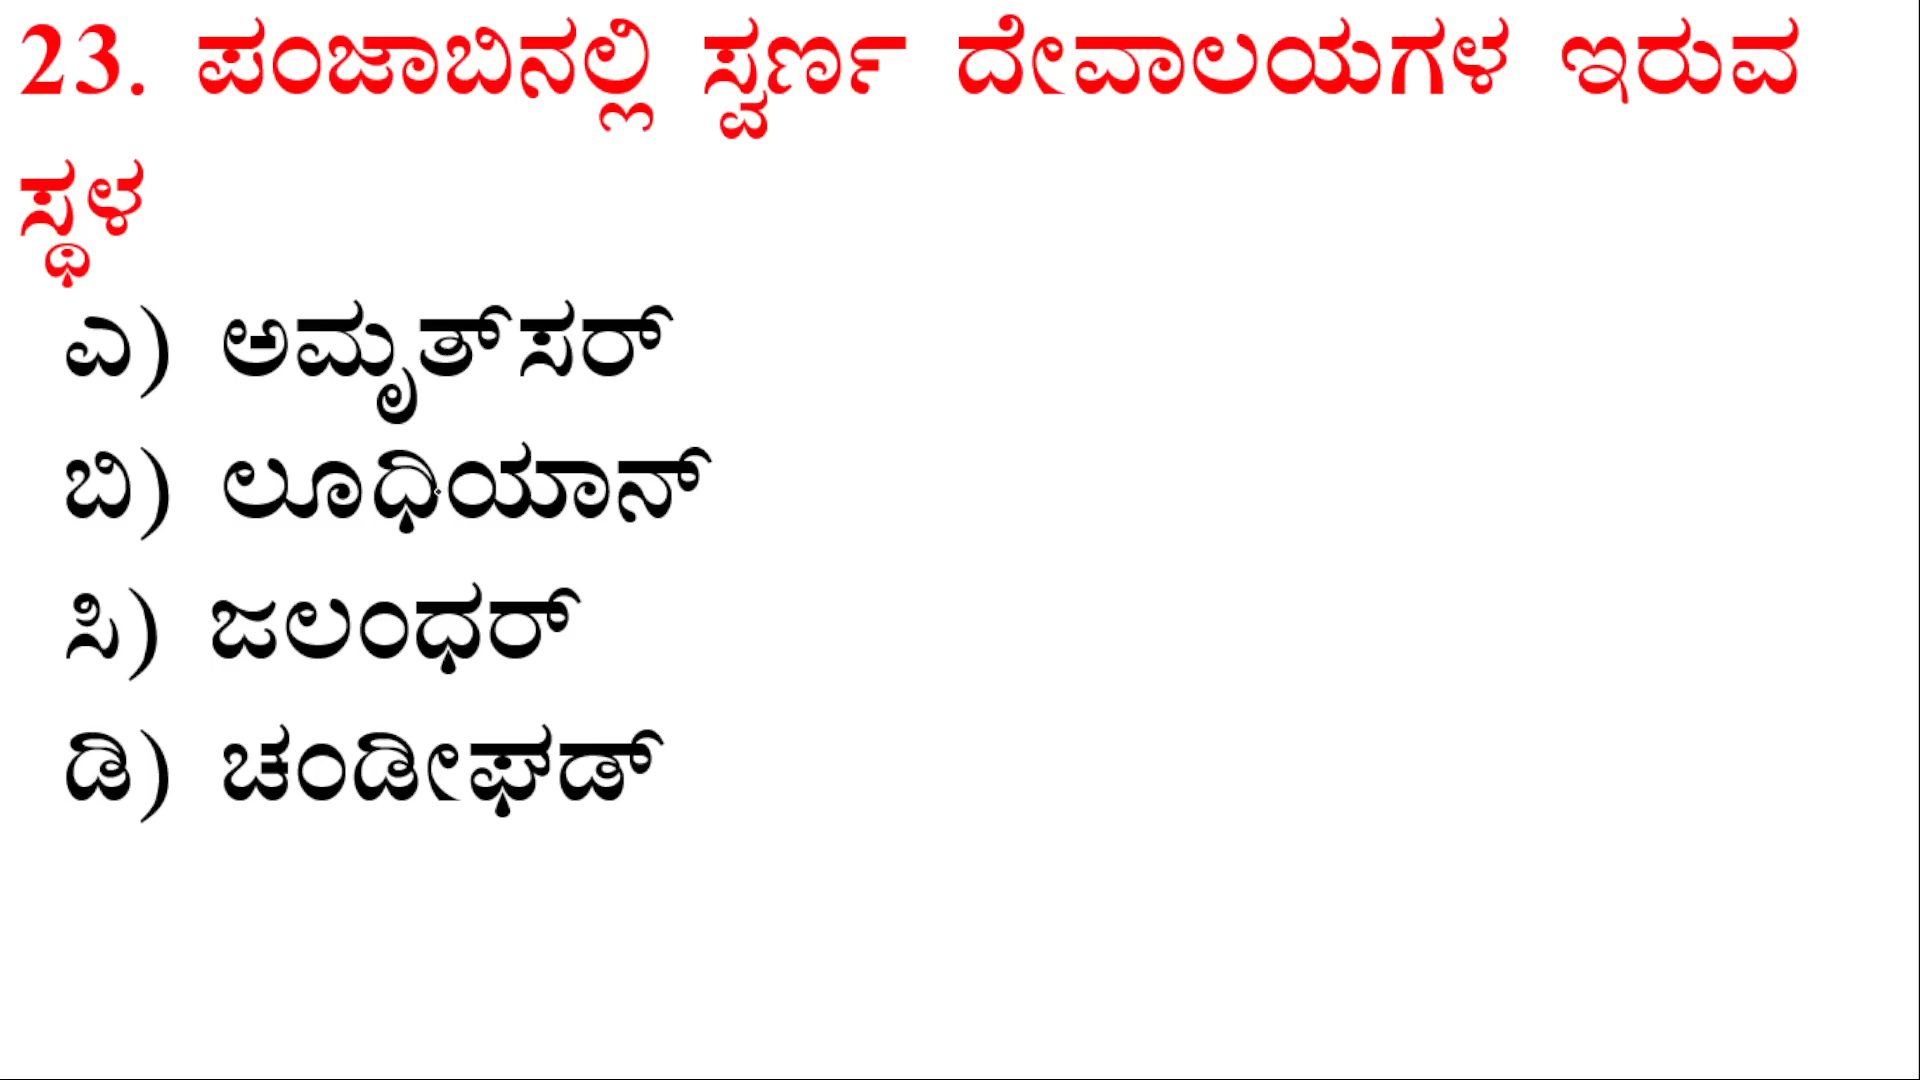 23. ಪಂಜಾಬಿನಲ್ಲಿ ಸ್ವರ್ಣ ದೇವಾಲಯಗಳ ಇರುವ
ಸ್ಥಳ
ಎ) ಅಮೃತ್‌ಸರ್
ಬಿ) ಲೂಧಿಯಾನ್
ಸಿ) ಜಲಂಧರ್
ಡಿ) ಚಂಡೀಘಡ್